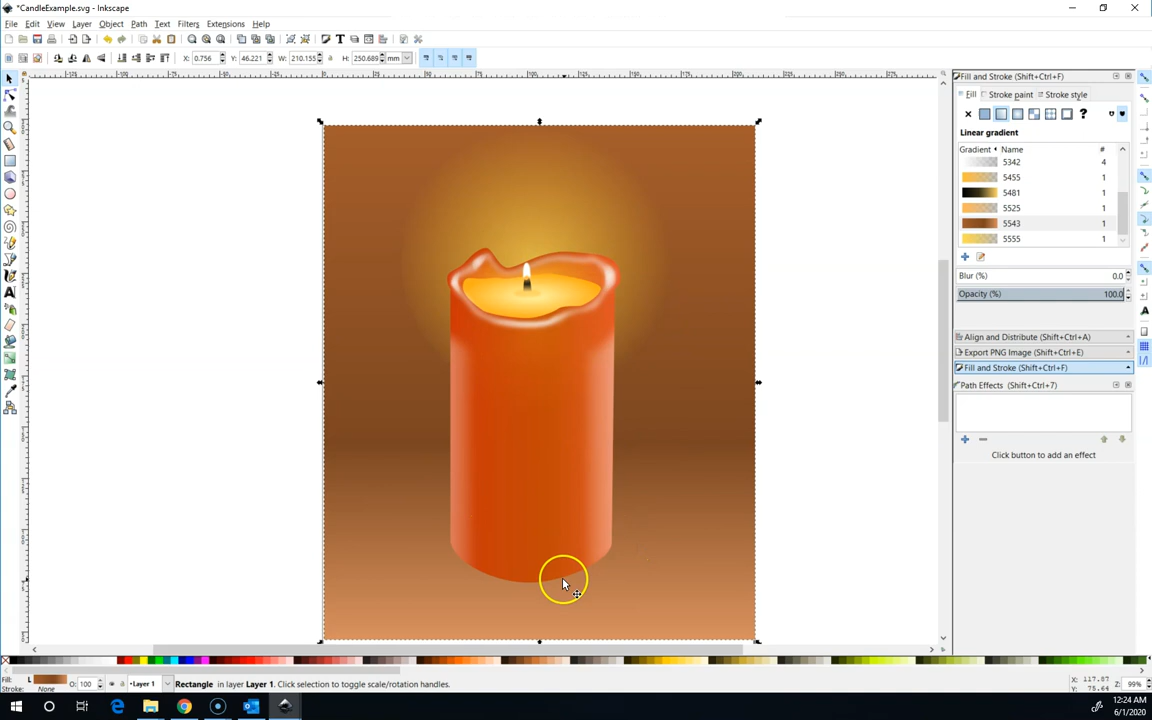 *CandleExample.svg - Inkscape
File Edit View Layer Object Path Text Filters Extensions Help
X: 0.756 Y: 46.221 W: 210.155 H: 250.689 mm
Fill and Stroke (Shift+Ctrl+F)
Fill Stroke paint Stroke style
?
Linear gradient
Gradient Name #
5342 4
5455 1
5481 1
5525 1
5543 1
5555 1
Blur (%) 0.0
Opacity (%) 100.0
Align and Distribute (Shift+Ctrl+A)
Export PNG Image (Shift+Ctrl+E)
Fill and Stroke (Shift+Ctrl+F)
Path Effects (Shift+Ctrl+7)
Click button to add an effect
Fill: L O: 100 •Layer 1 Rectangle in layer Layer 1. Click selection to toggle scale/rotation handles. X: 117.87 Z: 99%
Stroke: None Y: 75.64
12:24 AM
6/1/2020